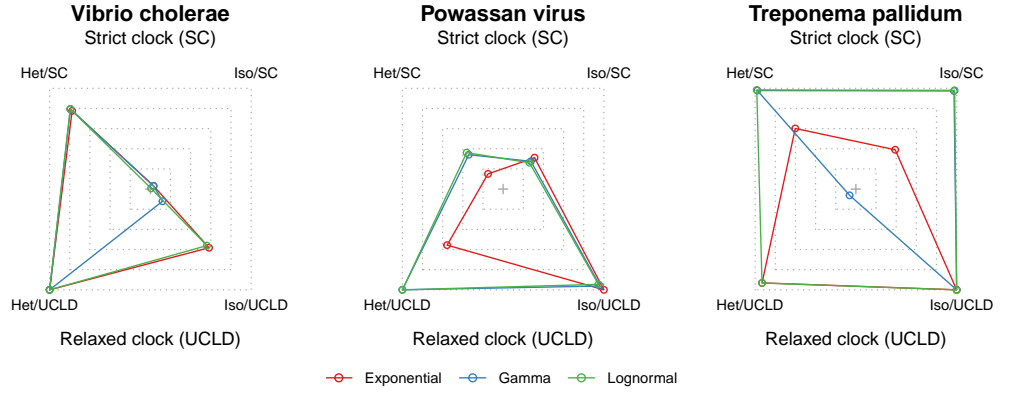 Vibrio cholerae
Strict clock (SC)
Het/SC
Iso/SC
Het/UCLD
Iso/UCLD
Relaxed clock (UCLD)
Powassan virus
Strict clock (SC)
Het/SC
Iso/SC
Het/UCLD
Iso/UCLD
Relaxed clock (UCLD)
Treponema pallidum
Strict clock (SC)
Het/SC
Iso/SC
Het/UCLD
Iso/UCLD
Relaxed clock (UCLD)
Exponential
Gamma
Lognormal